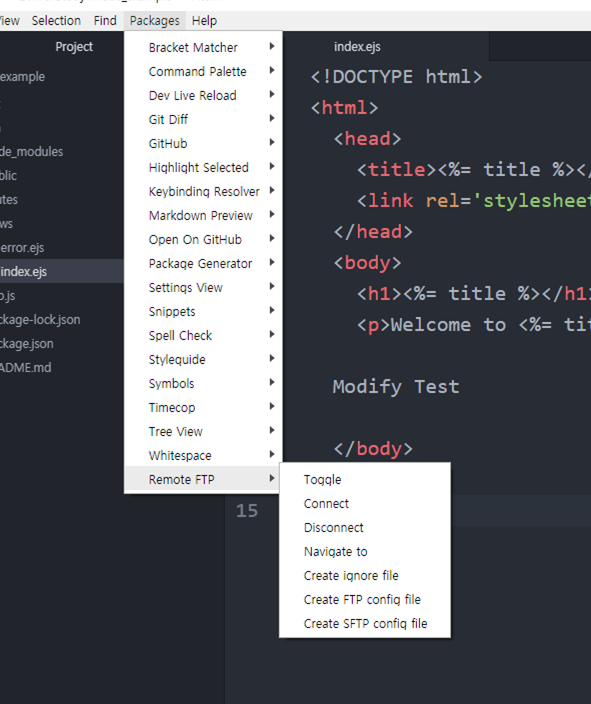 View Selection Find Packages Help
Project
example
de_modules
blic
utes
ws
error.ejs
index.ejs
p.js
ckage-lock.json
ckage.json
ADME.md
Bracket Matcher
Command Palette
Dev Live Reload
Git Diff
GitHub
Highlight Selected
Keybinding Resolver
Markdown Preview
Open On GitHub
Package Generator
Settings View
Snippets
Spell Check
Styleguide
Symbols
Timecop
Tree View
Whitespace
Remote FTP
Toggle
Connect
Disconnect
Navigate to
Create ignore file
Create FTP config file
Create SFTP config file
index.ejs
<!DOCTYPE html>
<html>
<head>
<title><%= title %></
<link rel='stylesheet
</head>
<body>
<h1><%= title %></h1>
<p>Welcome to <%= tit
Modify Test
</body>
15